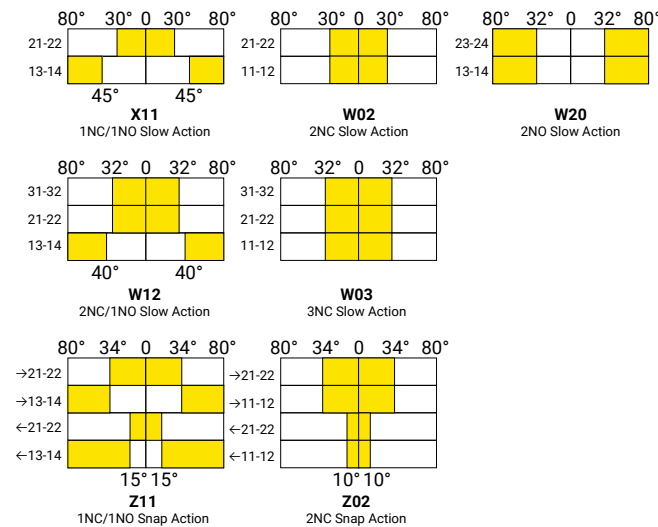 80° 30° 0 30° 80°
21-22
13-14
45° 45°
X11
1NC/1NO Slow Action
80° 30° 0 30° 80°
21-22
11-12
W02
2NC Slow Action
80° 32° 0 32° 80°
23-24
13-14
W20
2NO Slow Action
80° 32° 0 32° 80°
31-32
21-22
13-14
40° 40°
W12
2NC/1NO Slow Action
80° 32° 0 32° 80°
31-32
21-22
11-12
W03
3NC Slow Action
80° 34° 0 34° 80°
→21-22
→13-14
←21-22
←13-14
15° 15°
Z11
1NC/1NO Snap Action
80° 34° 0 34° 80°
→21-22
→11-12
←21-22
←11-12
10° 10°
Z02
2NC Snap Action